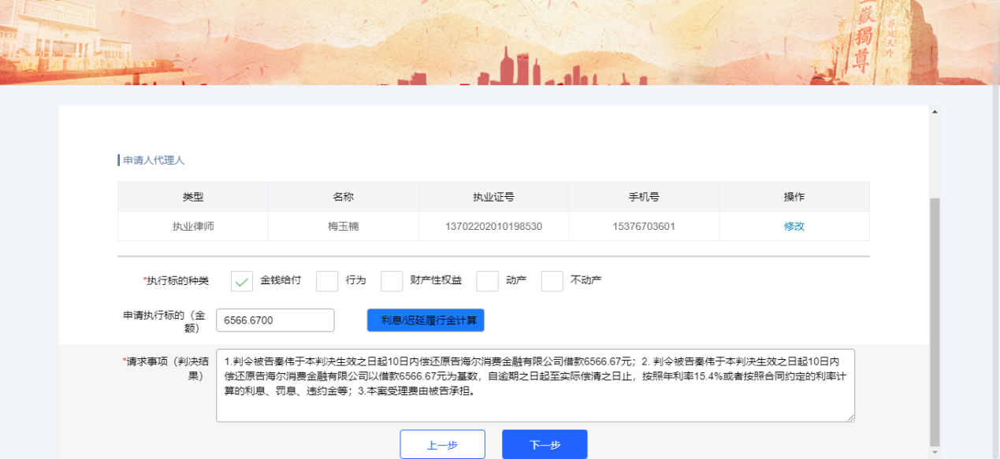 嶽獨尊
昂頭天外
申请人代理人
类型 名称 执业证号 手机号 操作
执业律师 梅玉楠 13702202010198530 15376703601 修改
*执行标的种类 金钱给付 行为 财产性权益 动产 不动产
申请执行标的（金
额） 6566.6700 利息/迟延履行金计算
*请求事项（判决结
果）
1.判令被告秦伟于本判决生效之日起10日内偿还原告海尔消费金融有限公司借款6566.67元；2. 判令被告秦伟于本判决生效之日起10日内
偿还原告海尔消费金融有限公司以借款6566.67元为基数，自逾期之日起至实际偿清之日止，按照年利率15.4%或者按照合同约定的利率计
算的利息、罚息、违约金等；3.本案受理费由被告承担。
上一步 下一步